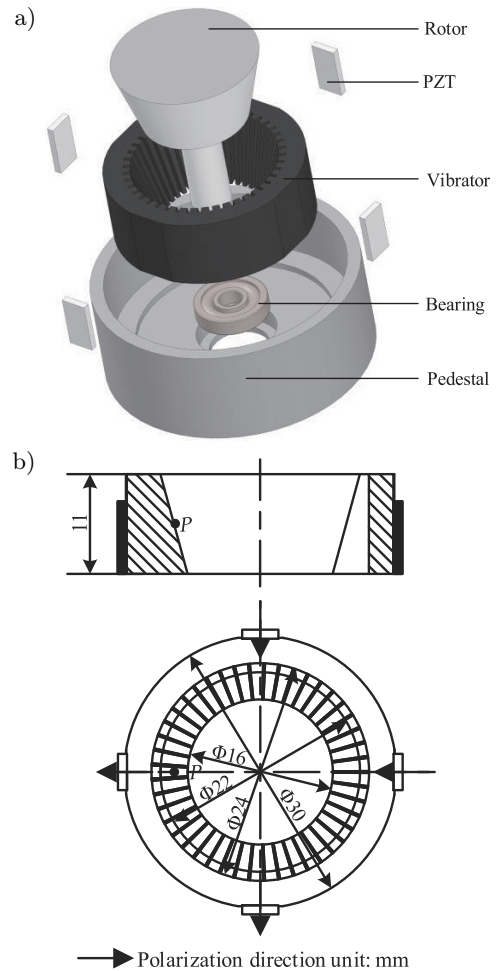 a)
Rotor
PZT
Vibrator
Bearing
Pedestal
b)
11
P
Φ16
P
Φ22
Φ24
Φ30
Polarization direction unit: mm